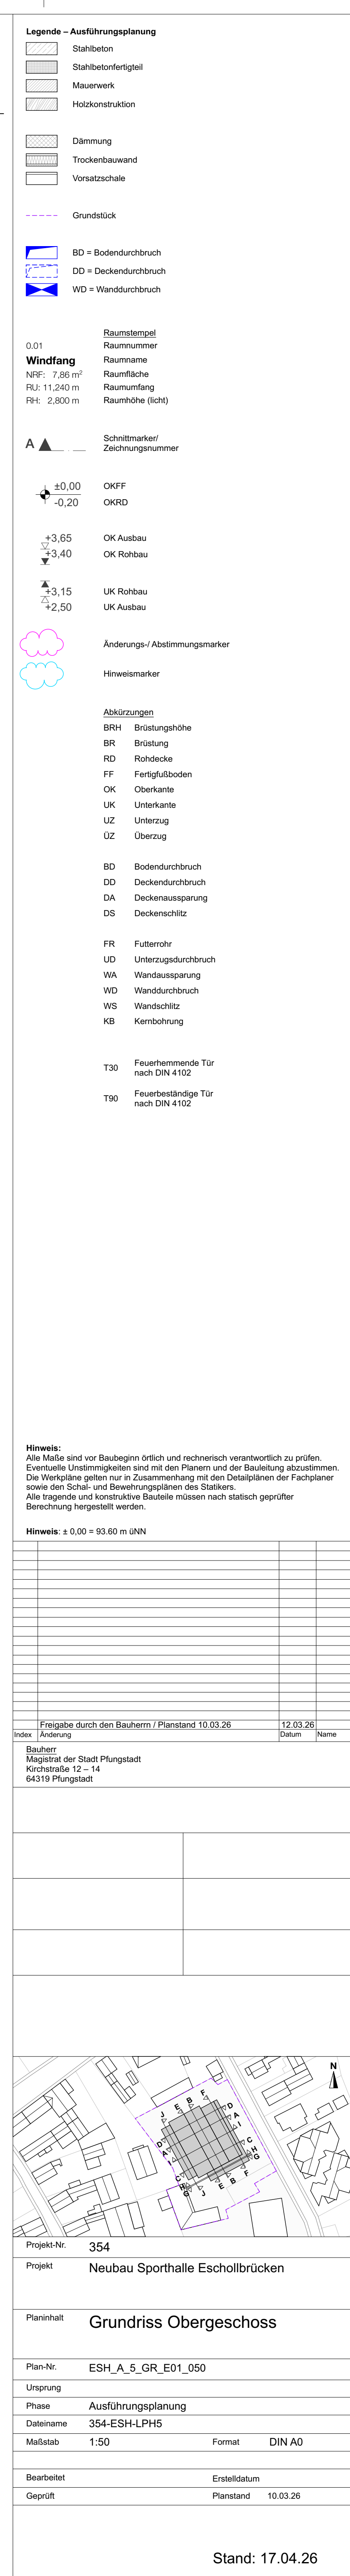 Legende – Ausführungsplanung
Stahlbeton
Stahlbetonfertigteil
Mauerwerk
Holzkonstruktion
Dämmung
Trockenbauwand
Vorsatzschale
Grundstück
BD = Bodendurchbruch
DD = Deckendurchbruch
WD = Wanddurchbruch
Raumstempel
0.01 Raumnummer
Windfang Raumname
NRF: 7,86 m² Raumfläche
RU: 11,240 m Raumumfang
RH: 2,800 m Raumhöhe (licht)
A Schnittmarker/
Zeichnungsnummer
±0,00 OKFF
-0,20 OKRD
+3,65 OK Ausbau
+3,40 OK Rohbau
+3,15 UK Rohbau
+2,50 UK Ausbau
Änderungs-/ Abstimmungsmarker
Hinweismarker
Abkürzungen
BRH Brüstungshöhe
BR Brüstung
RD Rohdecke
FF Fertigfußboden
OK Oberkante
UK Unterkante
UZ Unterzug
ÜZ Überzug
BD Bodendurchbruch
DD Deckendurchbruch
DA Deckenaussparung
DS Deckenschlitz
FR Futterrohr
UD Unterzugsdurchbruch
WA Wandaussparung
WD Wanddurchbruch
WS Wandschlitz
KB Kernbohrung
T30 Feuerhemmende Tür
nach DIN 4102
T90 Feuerbeständige Tür
nach DIN 4102
Hinweis:
Alle Maße sind vor Baubeginn örtlich und rechnerisch verantwortlich zu prüfen.
Eventuelle Unstimmigkeiten sind mit den Planern und der Bauleitung abzustimmen.
Die Werkpläne gelten nur in Zusammenhang mit den Detailplänen der Fachplaner
sowie den Schal- und Bewehrungsplänen des Statikers.
Alle tragende und konstruktive Bauteile müssen nach statisch geprüfter
Berechnung hergestellt werden.
Hinweis: ± 0,00 = 93.60 m üNN
Freigabe durch den Bauherrn / Planstand 10.03.26 12.03.26
Index Änderung Datum Name
Bauherr
Magistrat der Stadt Pfungstadt
Kirchstraße 12 – 14
64319 Pfungstadt
N
J E B F
D A I
C H G
D A I
C H G
J E B F
Projekt-Nr. 354
Projekt Neubau Sporthalle Eschollbrücken
Planinhalt Grundriss Obergeschoss
Plan-Nr. ESH_A_5_GR_E01_050
Ursprung
Phase Ausführungsplanung
Dateiname 354-ESH-LPH5
Maßstab 1:50 Format DIN A0
Bearbeitet Erstelldatum
Geprüft Planstand 10.03.26
Stand: 17.04.26